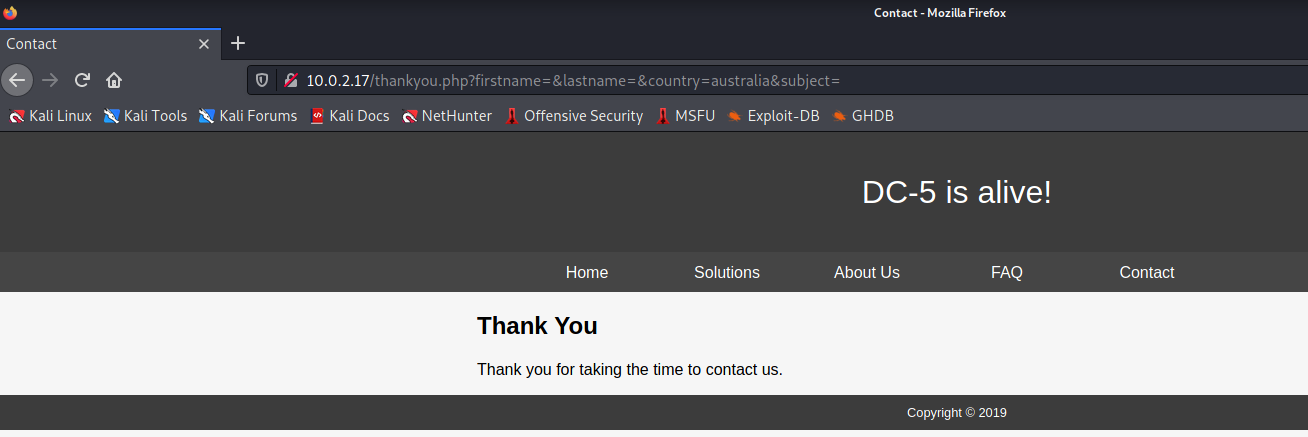 Contact - Mozilla Firefox
Contact
10.0.2.17/thankyou.php?firstname=&lastname=&country=australia&subject=
Kali Linux Kali Tools Kali Forums Kali Docs NetHunter Offensive Security MSFU Exploit-DB GHDB
DC-5 is alive!
Home Solutions About Us FAQ Contact
Thank You
Thank you for taking the time to contact us.
Copyright © 2019